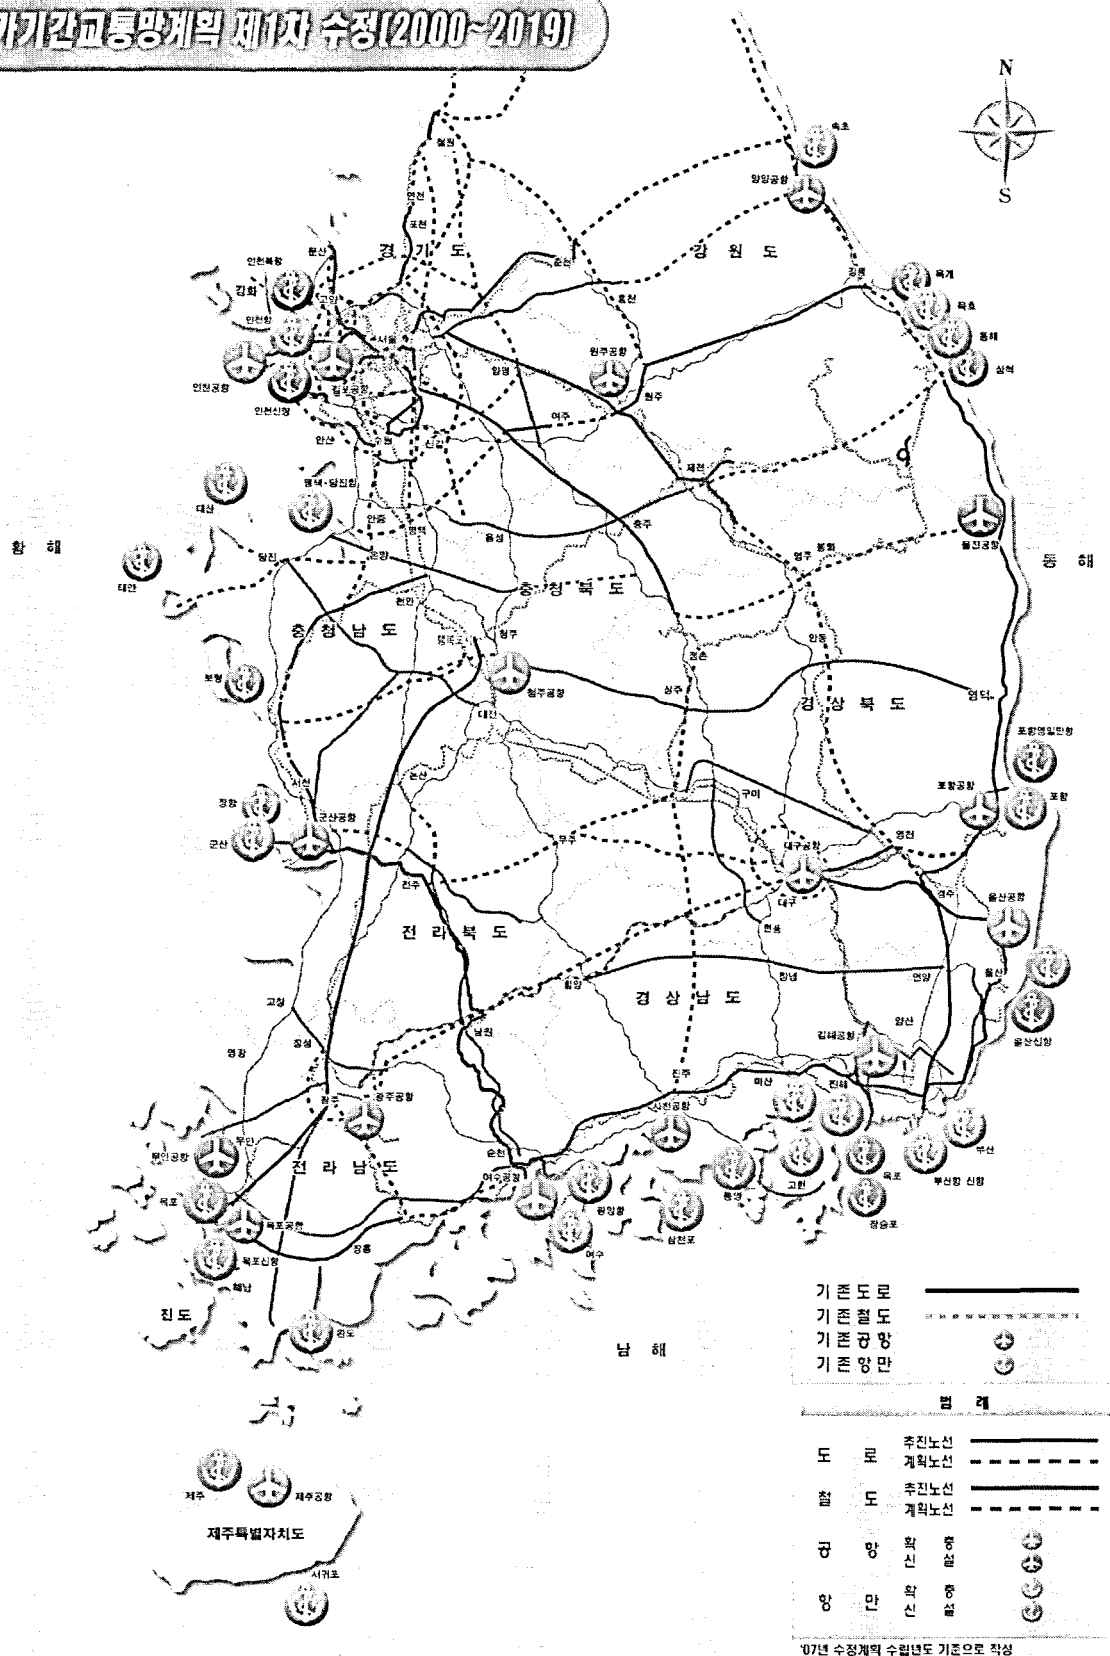 가기간교통망계획 제1차 수정(2000~2019)
N
S
속초
양양공항
철원
연천
포천
문산
경 기 도
강 원 도
춘천
인천북항
강화
고양
홍천
강릉
옥계
묵호
동해
삼척
인천항
서울
인천공항
김포공항
인천신항
양평
원주공항
원주
여주
안산
수원
신갈
제천
대산
평택·당진항
안중
평택
음성
충주
황 해
동 해
울진공항
당진
온양
영주
봉화
태안
천안
충 청 북 도
충 청 남 도
청주
안동
점촌
보령
청주공항
상주
경 상 북 도
영덕
대전
포항영일만항
논산
서천
구미
포항공항
포항
장항
군산공항
군산
무주
대구공항
영천
전주
대구
경주
울산공항
전 라 북 도
현풍
고창
함양
창녕
언양
울산
경 상 남 도
울산신항
장성
남원
양산
김해공항
영광
진주
마산
진해
광주
광주공항
사천공항
무안
무안공항
전 라 남 도
순천
여수공항
광양항
통영
고현
옥포
부산
부산항 신항
목포
목포공항
목포신항
장흥
여수
삼천포
장승포
해남
진도
완도
남 해
제주
제주공항
제주특별자치도
서귀포
기존도로
기존철도
기존공항
기존항만
범 례
도 로
추진노선
계획노선
철 도
추진노선
계획노선
공 항
확 충
신 설
항 만
확 충
신 설
'07년 수정계획 수립년도 기준으로 작성